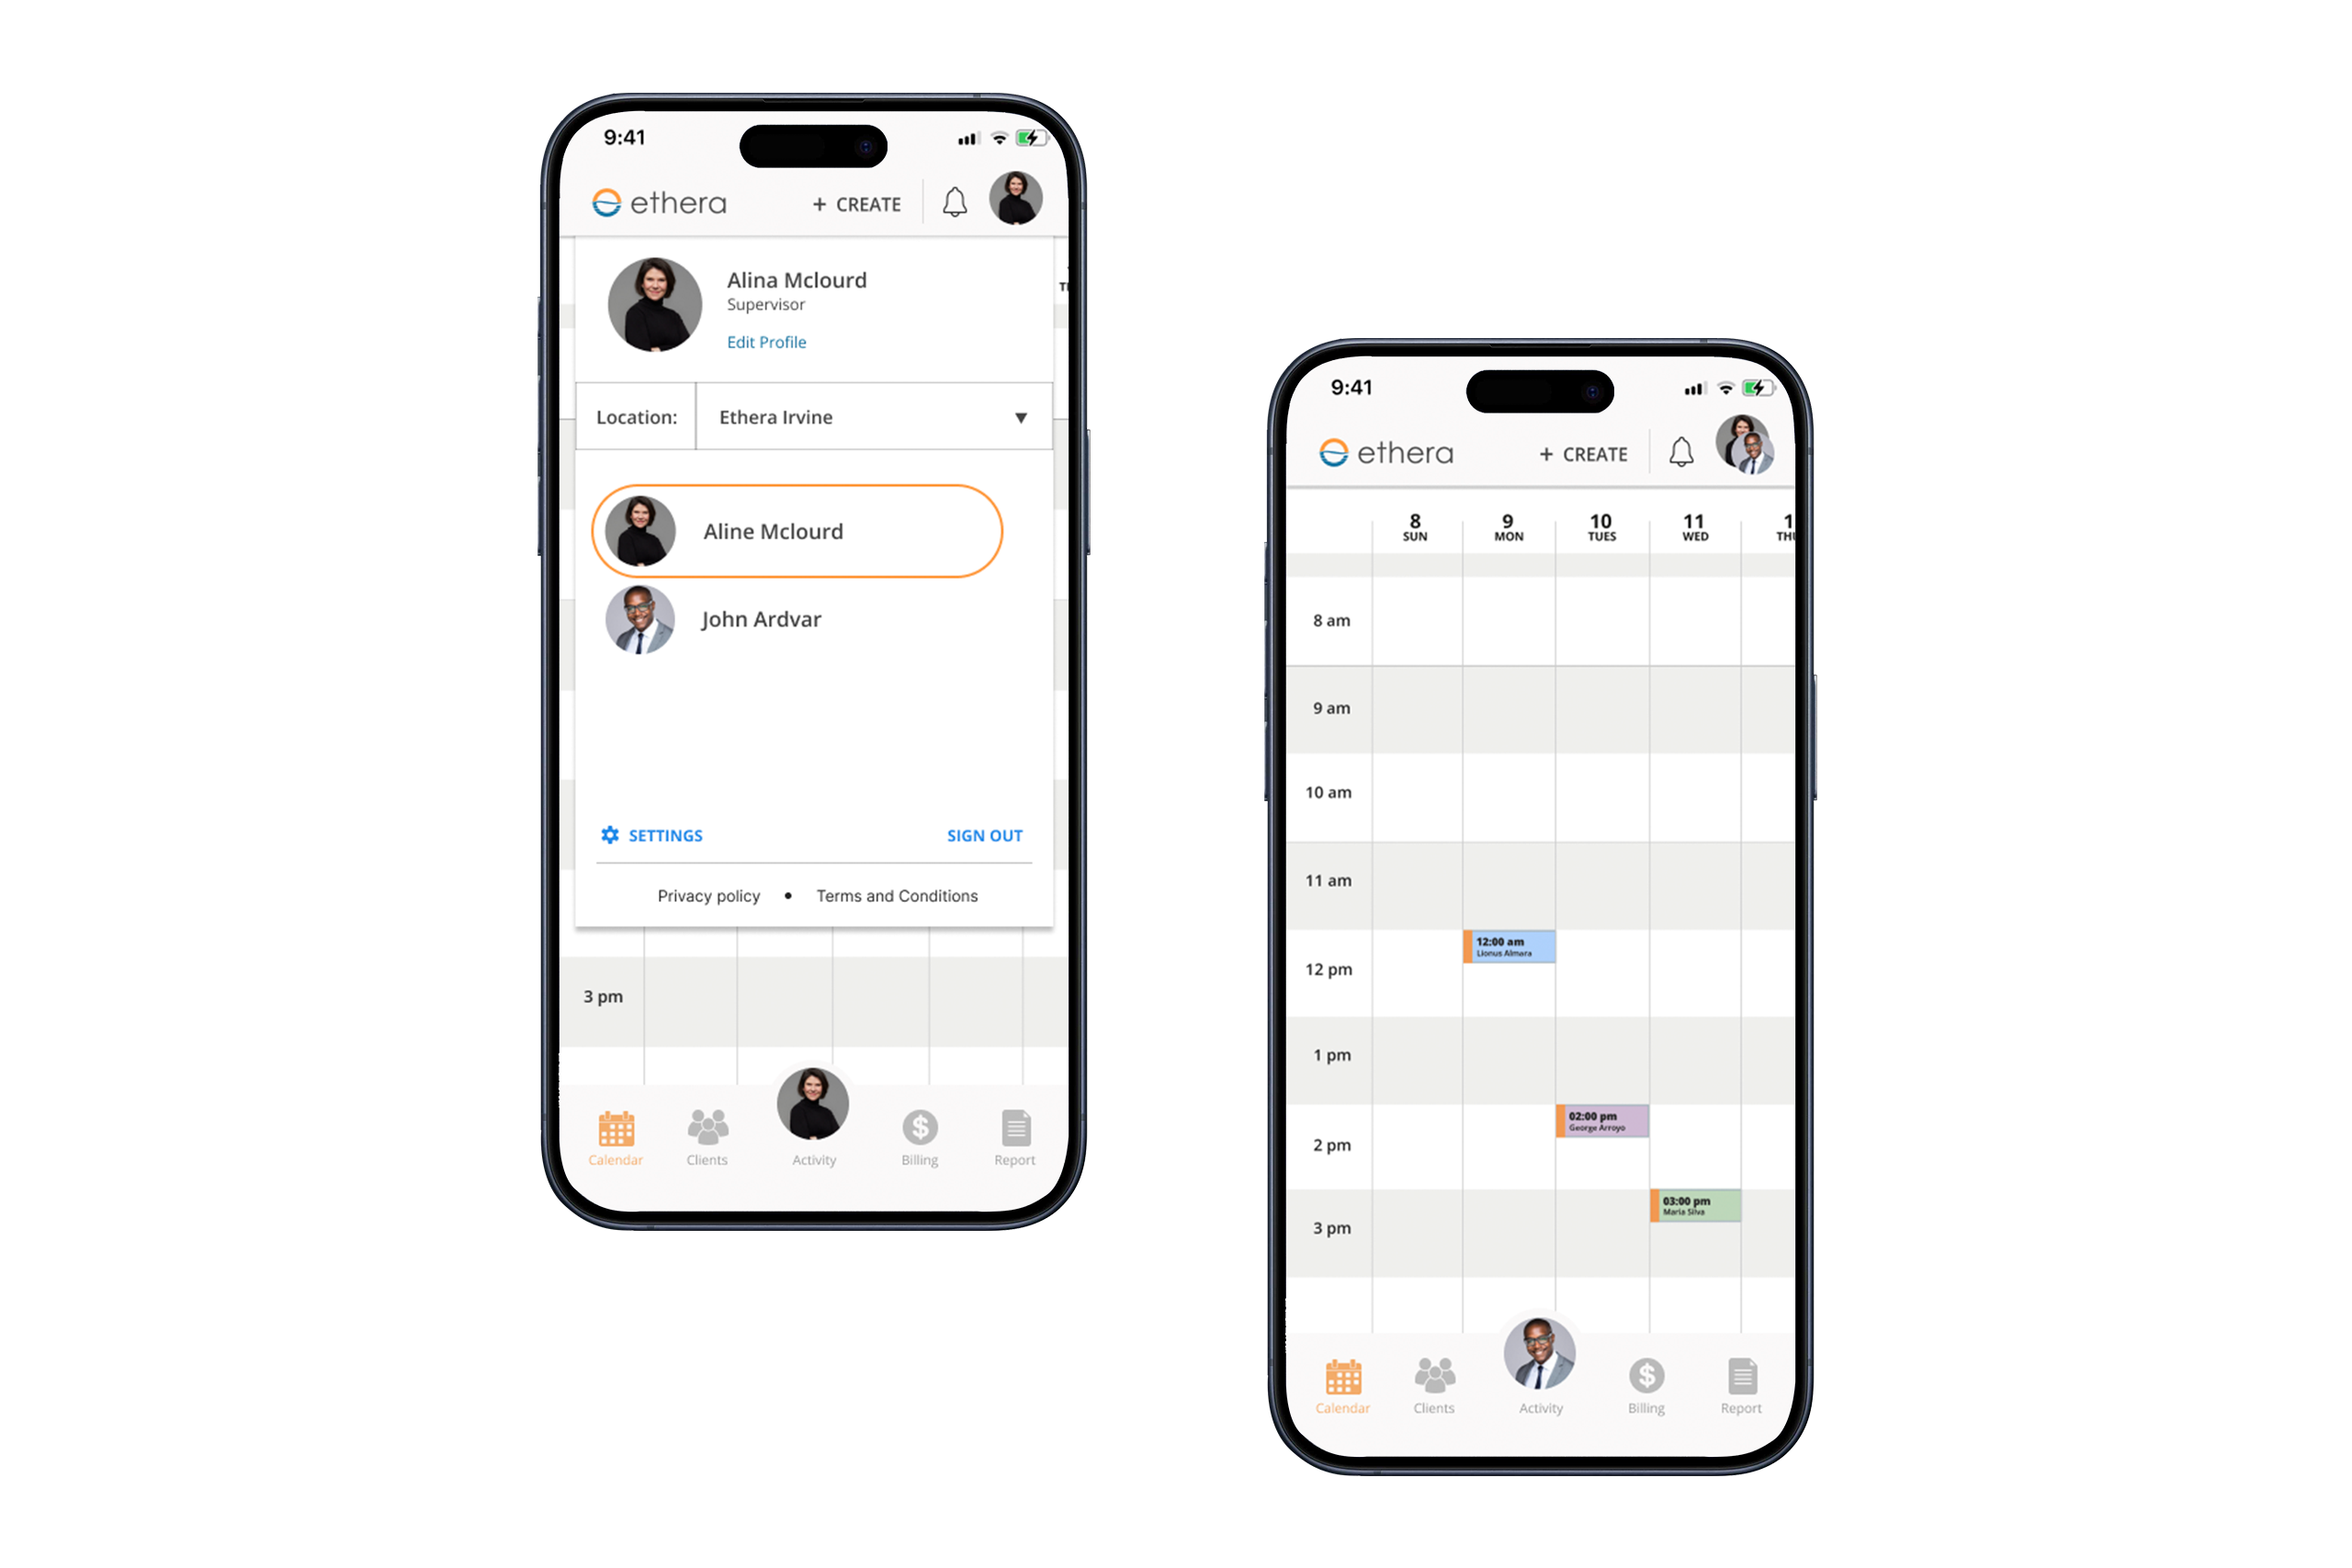 9:41
ethera
+ CREATE
Alina Mclourd
Supervisor
Edit Profile
Location:
Ethera Irvine
Aline Mclourd
John Ardvar
SETTINGS
SIGN OUT
Privacy policy • Terms and Conditions
3 pm
Calendar
Clients
Activity
Billing
Report
9:41
ethera
+ CREATE
8
SUN
9
MON
10
TUES
11
WED
8 am
9 am
10 am
11 am
12:00 am
Lionus Almara
12 pm
1 pm
02:00 pm
George Arroyo
2 pm
03:00 pm
Maria Silva
3 pm
Calendar
Clients
Activity
Billing
Report